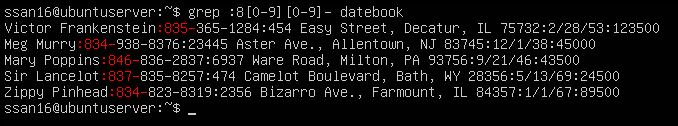 ssan16@ubuntuserver:~$ grep :8[0-9][0-9]- datebook
Victor Frankenstein:835-365-1284:454 Easy Street, Decatur, IL 75732:2/28/53:123500
Meg Murry:834-938-8376:23445 Aster Ave., Allentown, NJ 83745:12/1/38:45000
Mary Poppins:846-836-2837:6937 Ware Road, Milton, PA 93756:9/21/46:43500
Sir Lancelot:837-835-8257:474 Camelot Boulevard, Bath, WY 28356:5/13/69:24500
Zippy Pinhead:834-823-8319:2356 Bizarro Ave., Farmount, IL 84357:1/1/67:89500
ssan16@ubuntuserver:~$ _